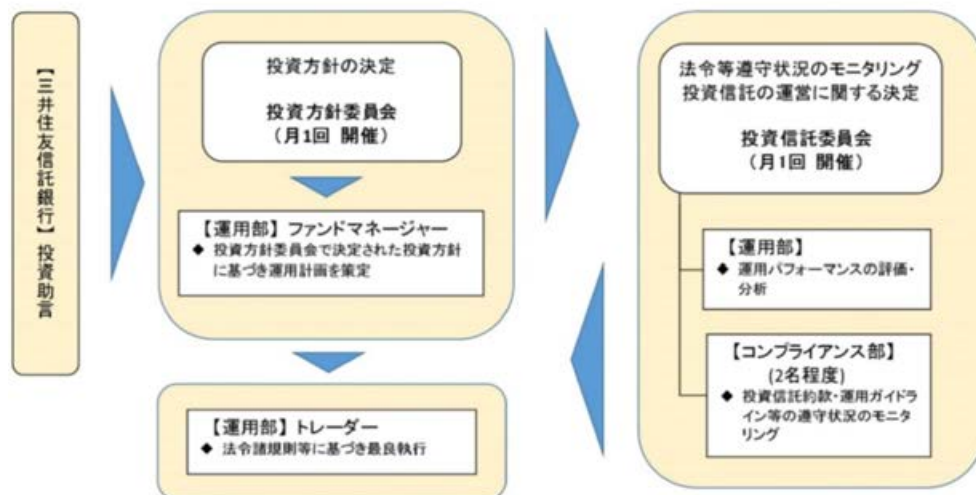 【三井住友信託銀行】投資助言
投資方針の決定
投資方針委員会
（月1回 開催）
【運用部】ファンドマネージャー
◆ 投資方針委員会で決定された投資方針
に基づき運用計画を策定
【運用部】トレーダー
◆ 法令諸規則等に基づき最良執行
法令等遵守状況のモニタリング
投資信託の運営に関する決定
投資信託委員会
（月1回 開催）
【運用部】
◆ 運用パフォーマンスの評価・
分析
【コンプライアンス部】
(2名程度)
◆ 投資信託約款・運用ガイドラ
イン等の遵守状況のモニタ
リング